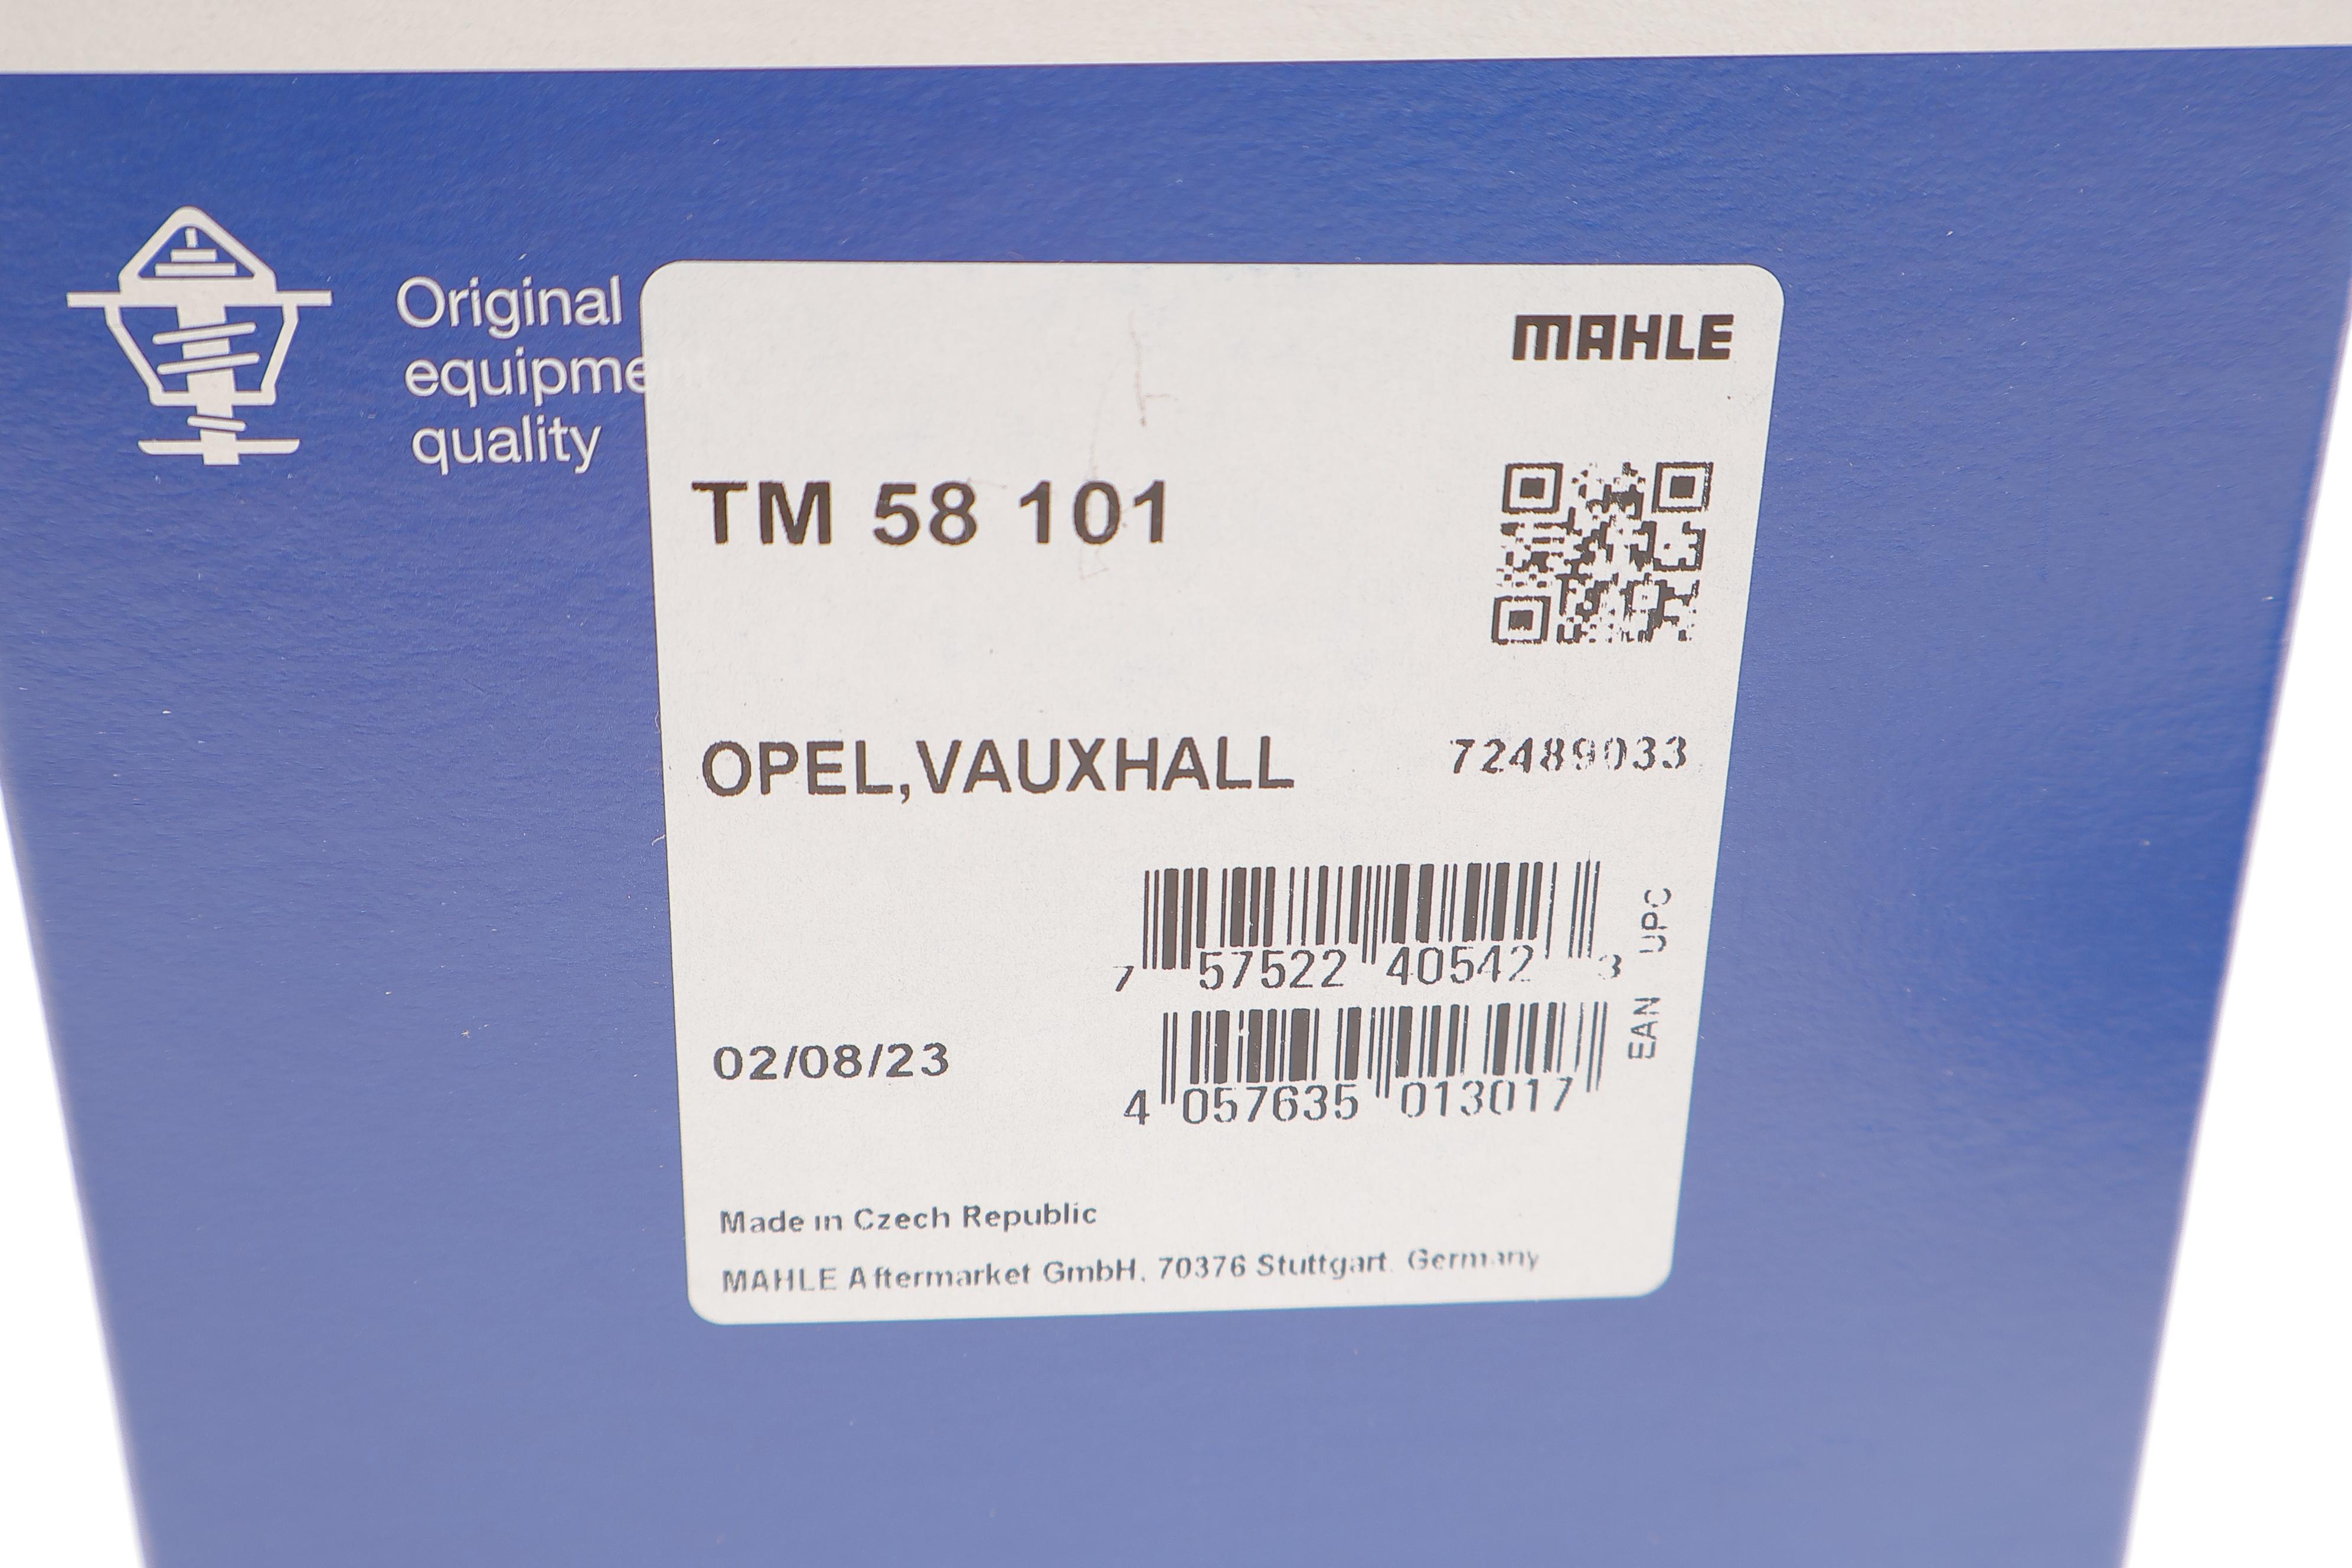 Original
equipme
quality
MAHLE
TM 58 101
OPEL,VAUXHALL 72489033
7 57522 40542 3 UPC
02/08/23
4 057635 013017 EAN
Made in Czech Republic
MAHLE Aftermarket GmbH, 70376 Stuttgart, Germany